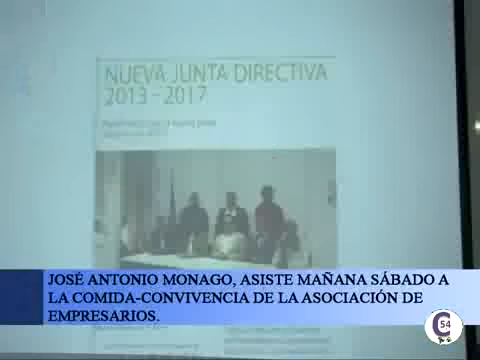 NUEVA JUNTA DIRECTIVA
2013 - 2017
JOSÉ ANTONIO MONAGO, ASISTE MAÑANA SÁBADO A
LA COMIDA-CONVIVENCIA DE LA ASOCIACIÓN DE
EMPRESARIOS.
C 54